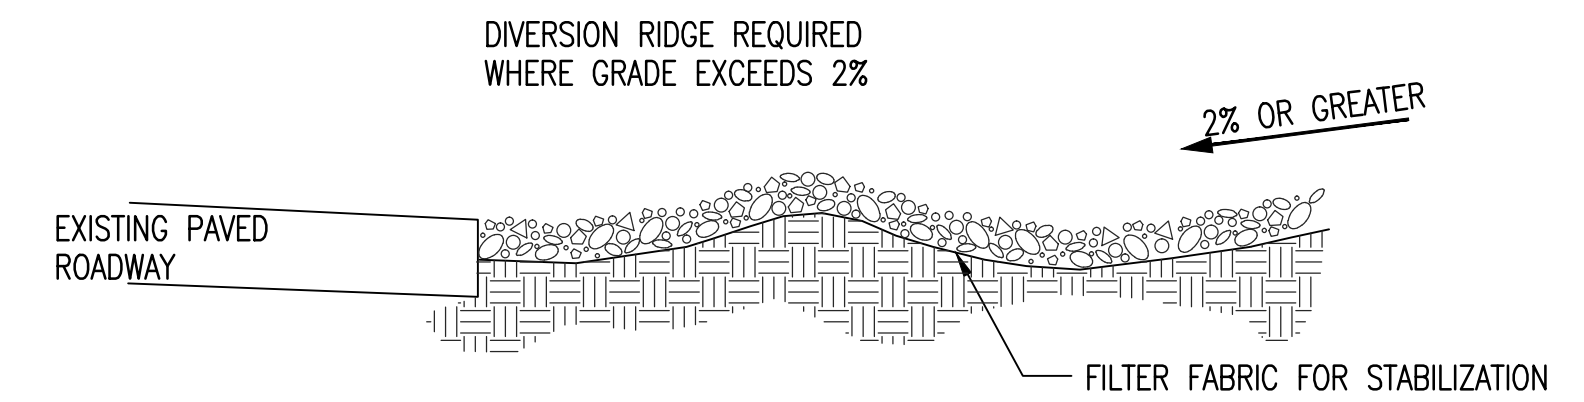 DIVERSION RIDGE REQUIRED
WHERE GRADE EXCEEDS 2%
2% OR GREATER
EXISTING PAVED
ROADWAY
FILTER FABRIC FOR STABILIZATION